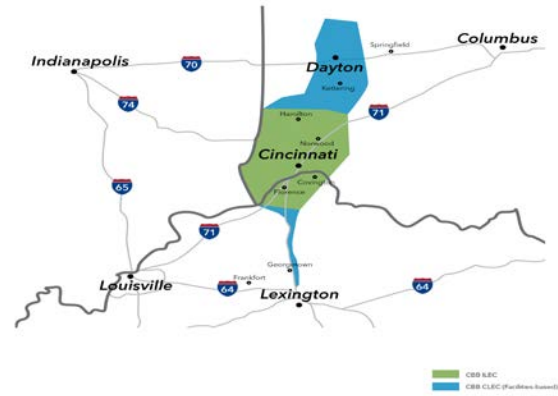 Columbus
Springfield
Indianapolis
70
Dayton
Kettering
74
71
Hamilton
Norwood
Cincinnati
Covington
65
Florence
71
Georgetown
Louisville
Frankfort
64
64
Lexington
CBB ILEC
CBB CLEC (Facilities-based)